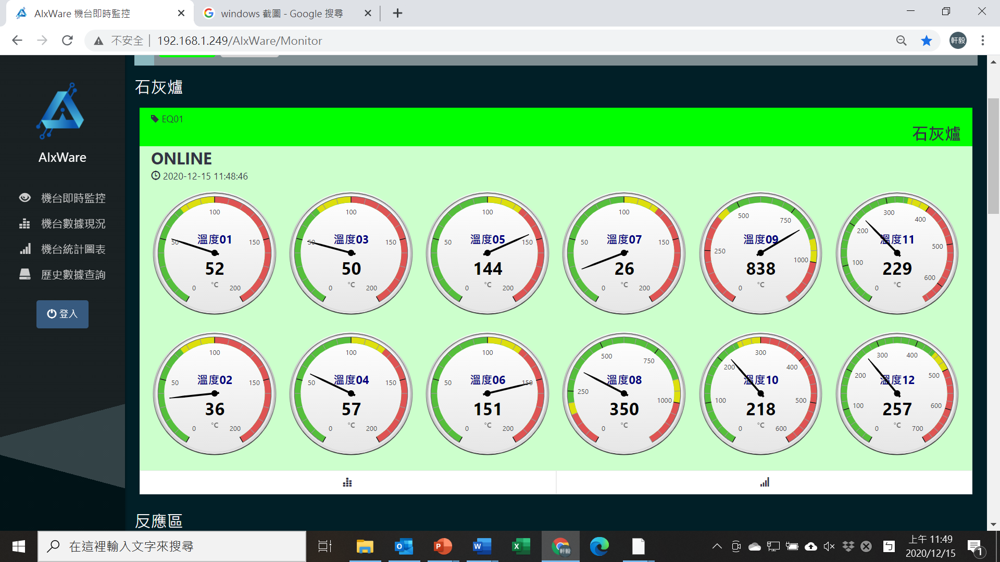 AIxWare 機台即時監控
windows 截圖 - Google 搜尋
不安全
192.168.1.249/AIxWare/Monitor
軒毅
AIxWare
機台即時監控
機台數據現況
機台統計圖表
歷史數據查詢
登入
石灰爐
EQ01
石灰爐
ONLINE
2020-12-15 11:48:46
0 50 100 150 200
溫度01
52
°C
0 50 100 150 200
溫度03
50
°C
0 50 100 150 200
溫度05
144
°C
0 50 100 150 200
溫度07
26
°C
0 250 500 750 1000
溫度09
838
°C
0 100 200 300 400 500 600
溫度11
229
°C
0 50 100 150 200
溫度02
36
°C
0 50 100 150 200
溫度04
57
°C
0 50 100 150 200
溫度06
151
°C
0 250 500 750 1000
溫度08
350
°C
0 100 200 300 400 500 600
溫度10
218
°C
0 100 200 300 400 500 600 700
溫度12
257
°C
反應區
在這裡輸入文字來搜尋
上午 11:49
2020/12/15
1